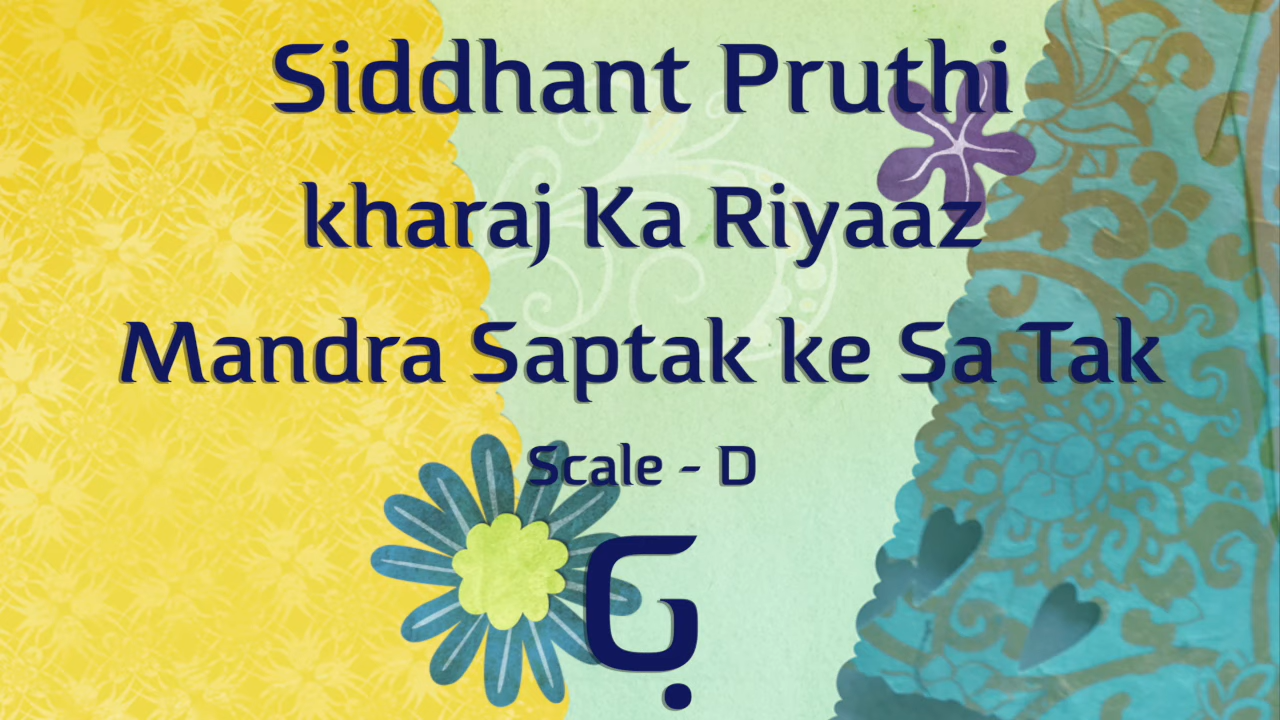 Siddhant Pruthi
kharaj Ka Riyaaz
Mandra Saptak ke Sa Tak
Scale - D
G̣